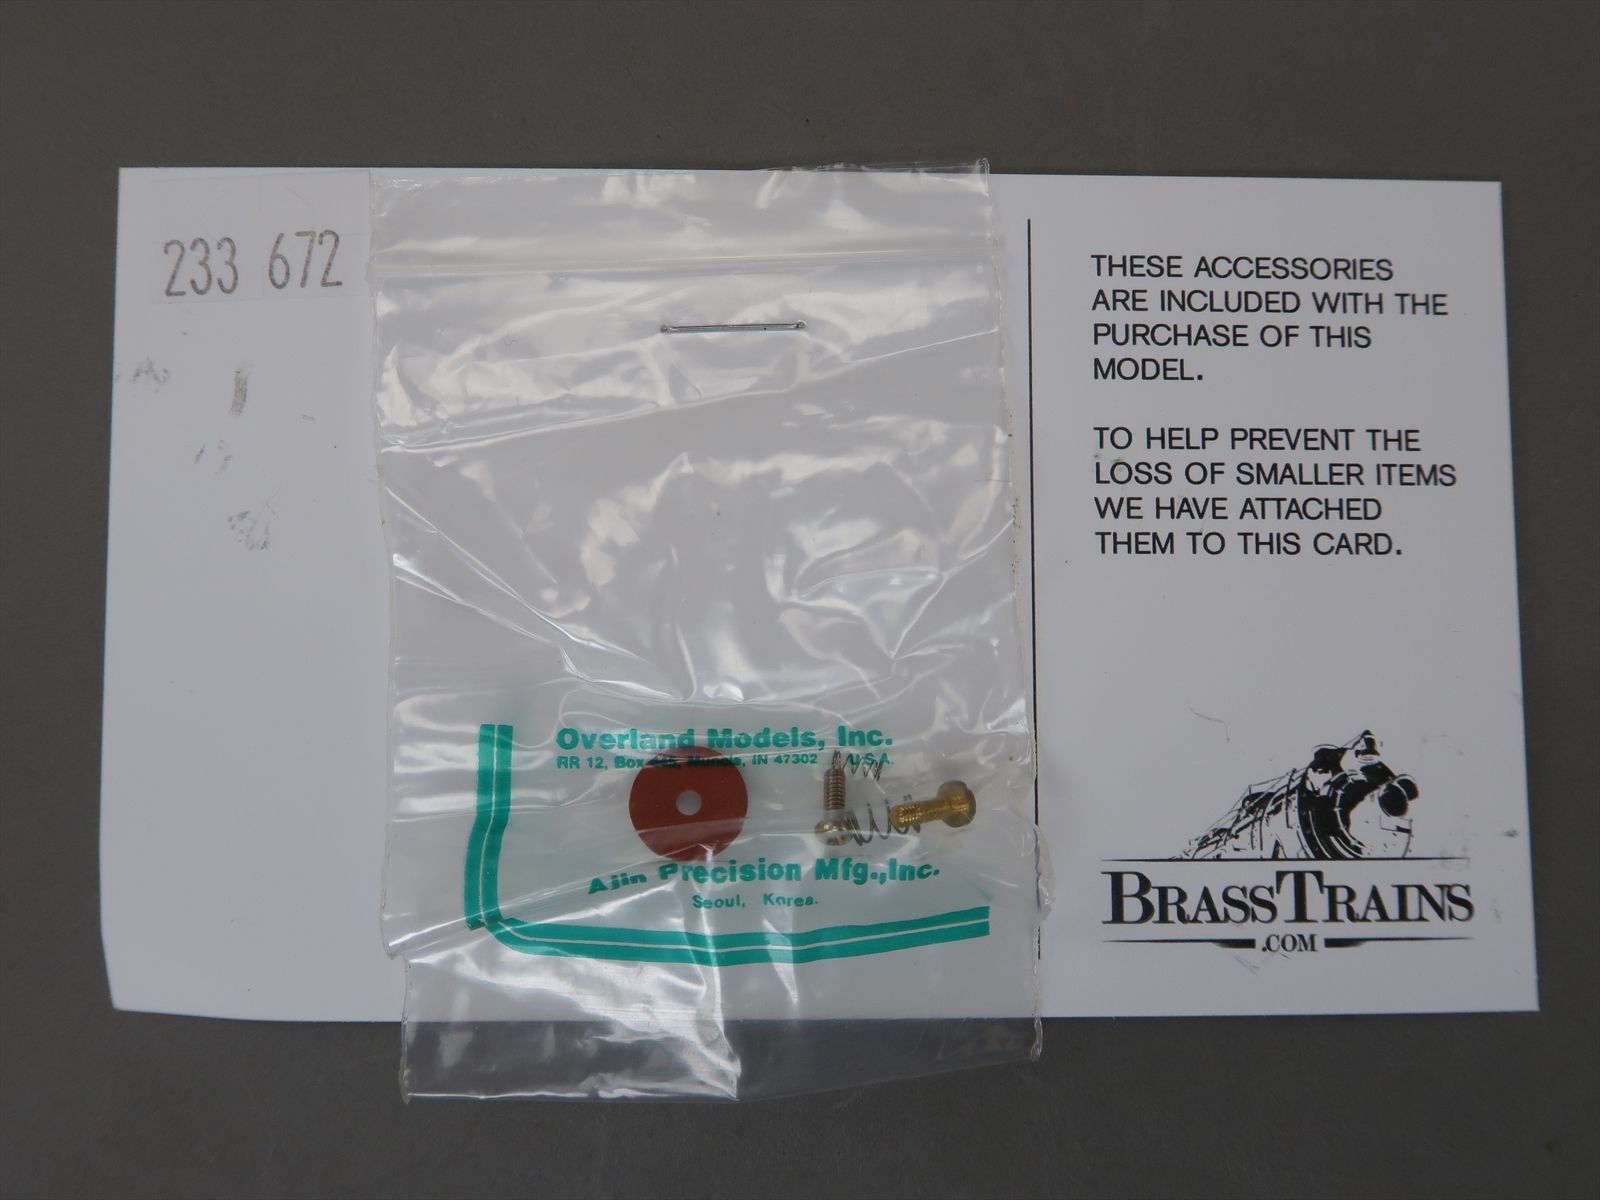 233 672
THESE ACCESSORIES
ARE INCLUDED WITH THE
PURCHASE OF THIS
MODEL.
TO HELP PREVENT THE
LOSS OF SMALLER ITEMS
WE HAVE ATTACHED
THEM TO THIS CARD.
Overland Models, Inc.
RR 12, Box Muncie, IN 47302 U.S.A.
Ajin Precision Mfg.,Inc.
Seoul, Korea.
BRASSTRAINS
.COM